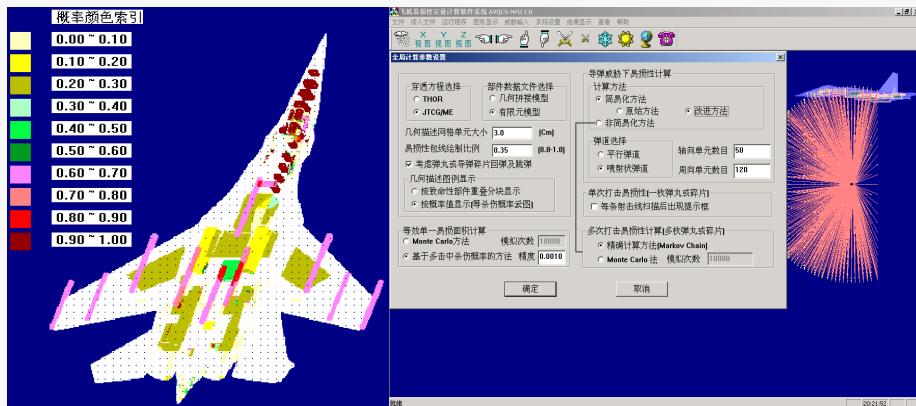 概率颜色索引
0.00 ~ 0.10
0.10 ~ 0.20
0.20 ~ 0.30
0.30 ~ 0.40
0.40 ~ 0.50
0.50 ~ 0.60
0.60 ~ 0.70
0.70 ~ 0.80
0.80 ~ 0.90
0.90 ~ 1.00
飞机易损性定量计算软件系统 AVQCS-NPU 1.0
文件 读入文件 运行程序 图形显示 威胁输入 系统设置 结果显示 查看 帮助
X 视图 Y 视图 Z 视图
全局计算参数设置
穿透方程选择
THOR
JTCG/ME
部件数据文件选择
几何拼接模型
有限元模型
几何描述网格单元大小 3.0 (Cm)
易损性包线绘制比例 0.35 (0.0-1.0)
考虑弹丸或导弹碎片回弹及跳弹
几何描述图例显示
按致命性部件重叠分块显示
按概率值显示(等杀伤概率云图)
等效单一易损面积计算
Monte Carlo方法 模拟次数 10000
基于多击中杀伤概率的方法 精度 0.0010
导弹威胁下易损性计算
计算方法
简易化方法
原始方法 改进方法
非简易化方法
弹道选择
平行弹道
喷射状弹道
轴向单元数目 50
周向单元数目 120
单次打击易损性(一枚弹丸或碎片)
每条射击线扫描后出现提示框
多次打击易损性计算(多枚弹丸或碎片)
精确计算方法(Markov Chain)
Monte Carlo 法 模拟次数 10000
确定 取消
就绪
20:21:52